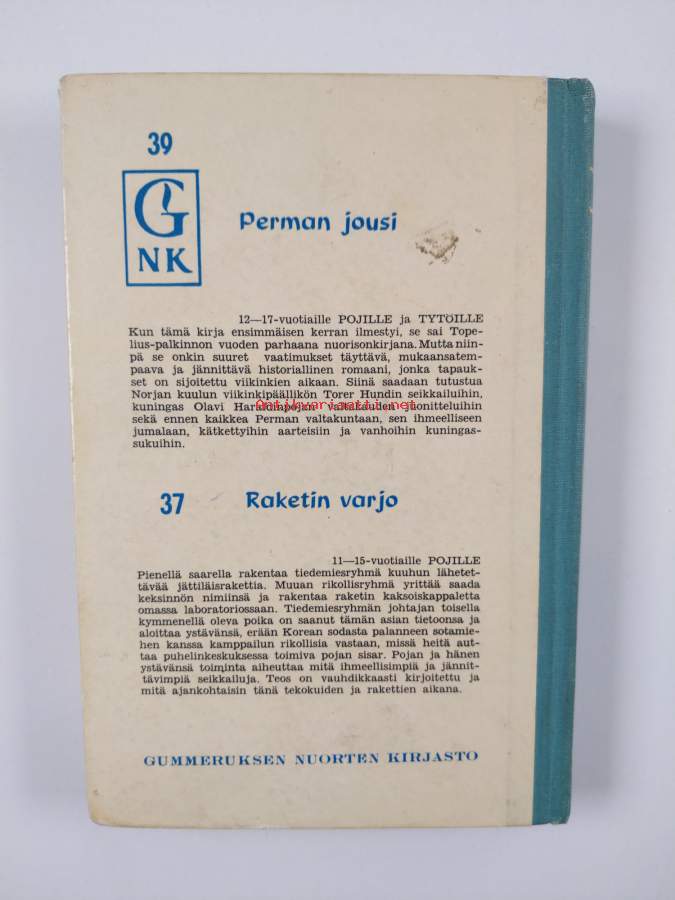 39
G
NK
Perman jousi
12—17-vuotiaille POJILLE ja TYTÖILLE
Kun tämä kirja ensimmäisen kerran ilmestyi, se sai Tope-
lius-palkinnon vuoden parhaana nuorisonkirjana. Mutta niin-
pä se onkin suuret vaatimukset täyttävä, mukaansatem-
paava ja jännittävä historiallinen romaani, jonka tapauk-
set on sijoitettu viikinkien aikaan. Siinä saadaan tutustua
Norjan kuulun viikinkipäällikön Torer Hundin seikkailuihin,
kuningas Olavi Haraldinpojan valtakauden juonitteluihin
Antikvariaatti.net
sekä ennen kaikkea Perman valtakuntaan, sen ihmeelliseen
jumalaan, kätkettyihin aarteisiin ja vanhoihin kuningas-
sukuihin.
37 Raketin varjo
11—15-vuotiaille POJILLE
Pienellä saarella rakentaa tiedemiesryhmä kuuhun lähetet-
tävää jättiläisrakettia. Muuan rikollisryhmä yrittää saada
keksinnön nimiinsä ja rakentaa raketin kaksoiskappaletta
omassa laboratoriossaan. Tiedemiesryhmän johtajan toisella
kymmenellä oleva poika on saanut tämän asian tietoonsa ja
aloittaa ystävänsä, erään Korean sodasta palanneen sotamie-
hen kanssa kamppailun rikollisia vastaan, missä heitä aut-
taa puhelinkeskuksessa toimiva pojan sisar. Pojan ja hänen
ystävänsä toiminta aiheuttaa mitä ihmeellisimpiä ja jännit-
tävimpiä seikkailuja. Teos on vauhdikkaasti kirjoitettu ja
mitä ajankohtaisin tänä tekokuiden ja rakettien aikana.
GUMMERUKSEN NUORTEN KIRJASTO